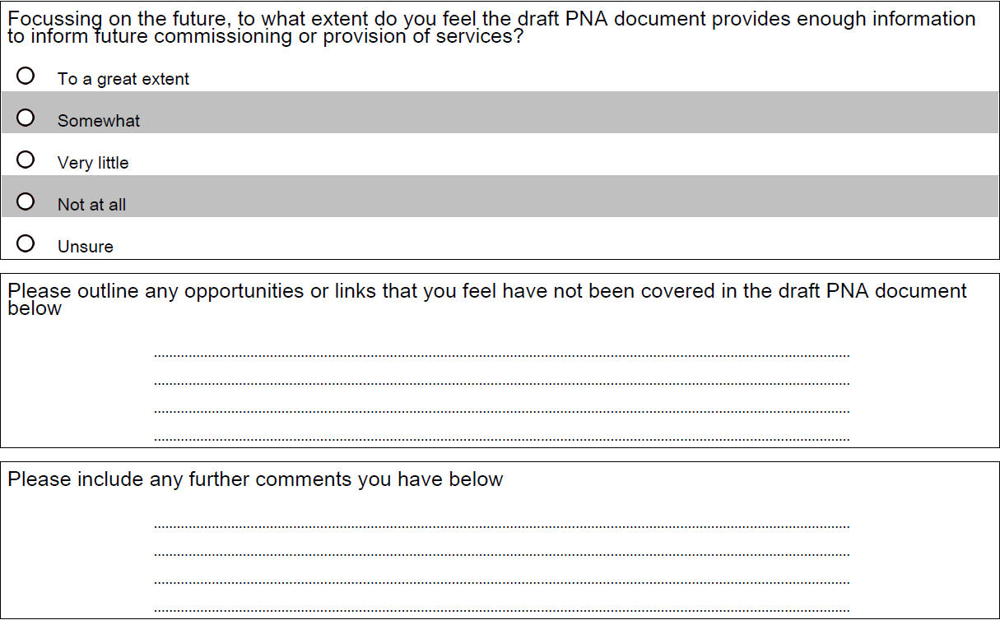 Focussing on the future, to what extent do you feel the draft PNA document provides enough information
to inform future commissioning or provision of services?
To a great extent
Somewhat
Very little
Not at all
Unsure
Please outline any opportunities or links that you feel have not been covered in the draft PNA document
below
Please include any further comments you have below